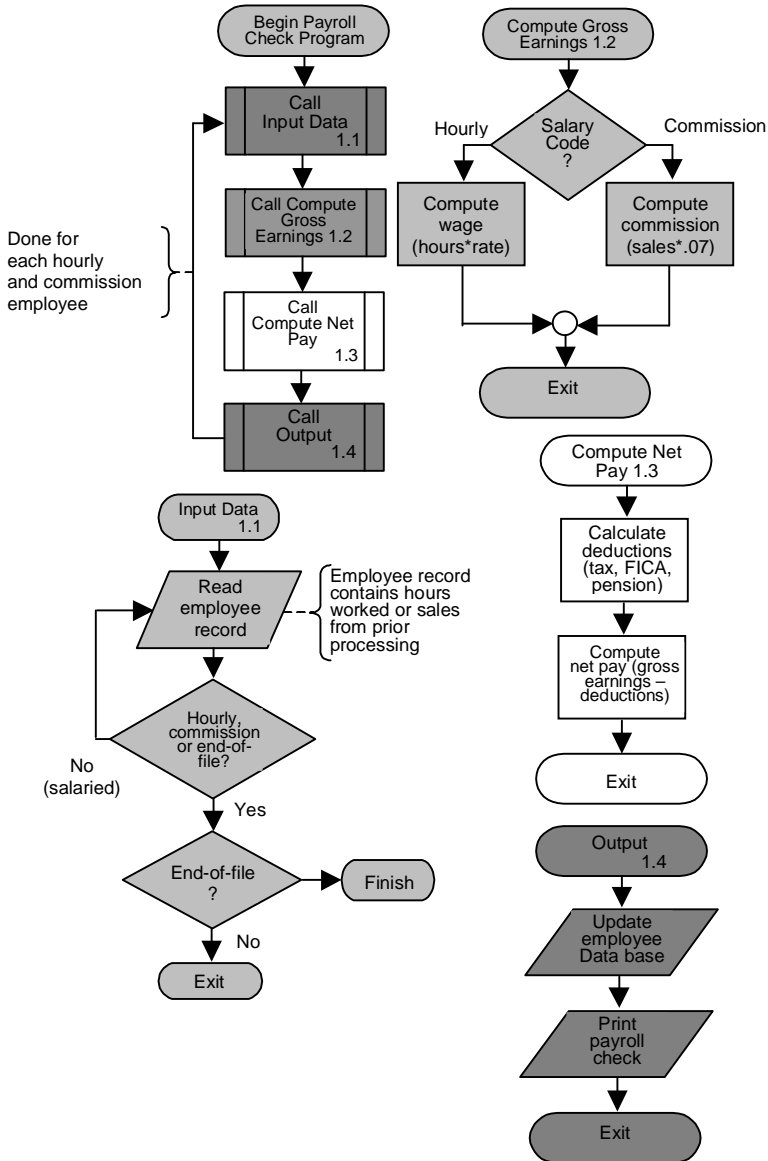 Begin Payroll
Check Program
Call
Input Data
1.1
Call Compute
Gross
Earnings 1.2
Done for
each hourly
and commission
employee
Call
Compute Net
Pay
1.3
Call
Output
1.4
Compute Gross
Earnings 1.2
Hourly
Salary
Code
?
Commission
Compute
wage
(hours*rate)
Compute
commission
(sales*.07)
Exit
Input Data
1.1
Read
employee
record
Employee record
contains hours
worked or sales
from prior
processing
Hourly,
commission
or end-of-
file?
No
(salaried)
Yes
End-of-file
?
Finish
No
Exit
Compute Net
Pay 1.3
Calculate
deductions
(tax, FICA,
pension)
Compute
net pay (gross
earnings –
deductions)
Exit
Output
1.4
Update
employee
Data base
Print
payroll
check
Exit